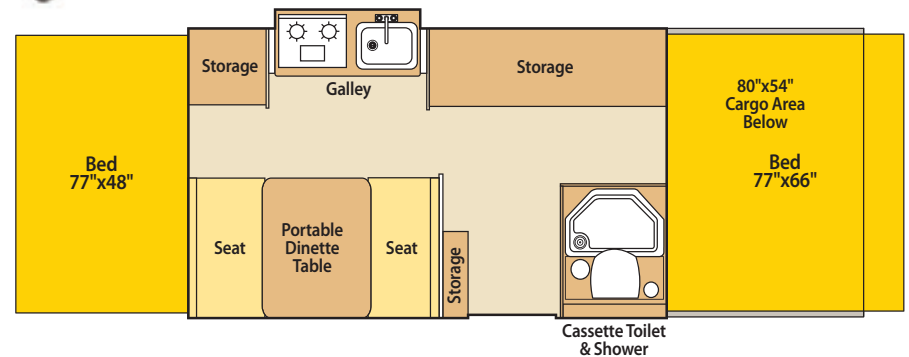 Storage
Galley
Storage
80"x54"
Cargo Area
Below
Bed
77"x48"
Bed
77"x66"
Seat
Portable
Dinette
Table
Seat
Storage
Cassette Toilet
& Shower